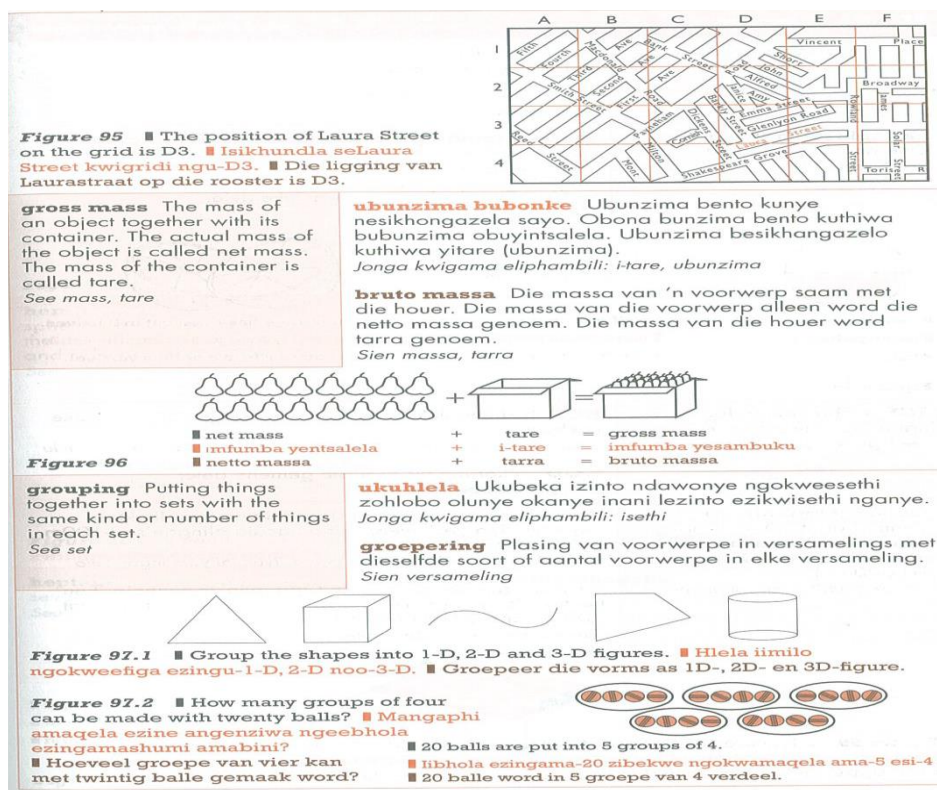 A B C D E F
1
2
3
4
Fifth
Fourth
Third
Second
First
Macdonald
Ave
Bank
Street
Ave
Ave
Smith Street
Road
Payneham
Milton
Mont
Street
Vincent Place
Short
John
Alfred
Amy
Janice
Road
Emma Street
Glenlyon Road
Barkly Street
Dickens
Street
Cornish
Laura Street
Shakespeare Grove
Broadway
Rowland
Street
James
Solar
Street
Toris R
Figure 95 ■ The position of Laura Street
on the grid is D3. ■ Isikhundla seLaura
Street kwigridi ngu-D3. ■ Die ligging van
Laurastraat op die rooster is D3.
gross mass The mass of
an object together with its
container. The actual mass of
the object is called net mass.
The mass of the container is
called tare.
See mass, tare
ubunzima bubonke Ubunzima bento kunye
nesikhongazela sayo. Obona bunzima bento kuthiwa
bubunzima obuyintsalela. Ubunzima besikhangazelo
kuthiwa yitare (ubunzima).
Jonga kwigama eliphambili: i-tare, ubunzima
bruto massa Die massa van 'n voorwerp saam met
die houer. Die massa van die voorwerp alleen word die
netto massa genoem. Die massa van die houer word
tarra genoem.
Sien massa, tarra
+ =
■ net mass + tare = gross mass
■ imfumba yentsalela + i-tare = imfumba yesambuku
■ netto massa + tarra = bruto massa
Figure 96
grouping Putting things
together into sets with the
same kind or number of things
in each set.
See set
ukuhlela Ukubeka izinto ndawonye ngokweesethi
zohlobo olunye okanye inani lezinto ezikwisethi nganye.
Jonga kwigama eliphambili: isethi
groepering Plasing van voorwerpe in versamelings met
dieselfde soort of aantal voorwerpe in elke versameling.
Sien versameling
Figure 97.1 ■ Group the shapes into 1-D, 2-D and 3-D figures. ■ Hlela iimilo
ngokweefiga ezingu-1-D, 2-D noo-3-D. ■ Groepeer die vorms as 1D-, 2D- en 3D-figure.
Figure 97.2 ■ How many groups of four
can be made with twenty balls? ■ Mangaphi
amaqela ezine angenziwa ngeebhola
ezingamashumi amabini?
■ Hoeveel groepe van vier kan
met twintig balle gemaak word?
■ 20 balls are put into 5 groups of 4.
■ Iibhola ezingama-20 zibekwe ngokwamaqela ama-5 esi-4
■ 20 balle word in 5 groepe van 4 verdeel.